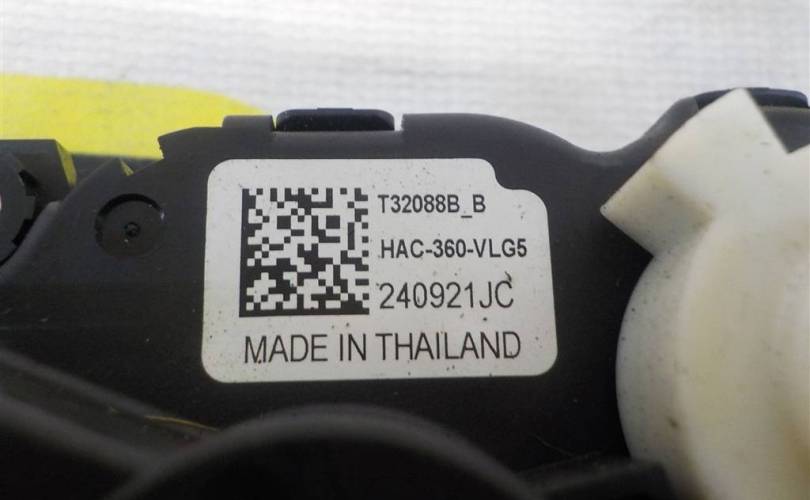 T32088B_B
HAC-360-VLG5
240921JC
MADE IN THAILAND